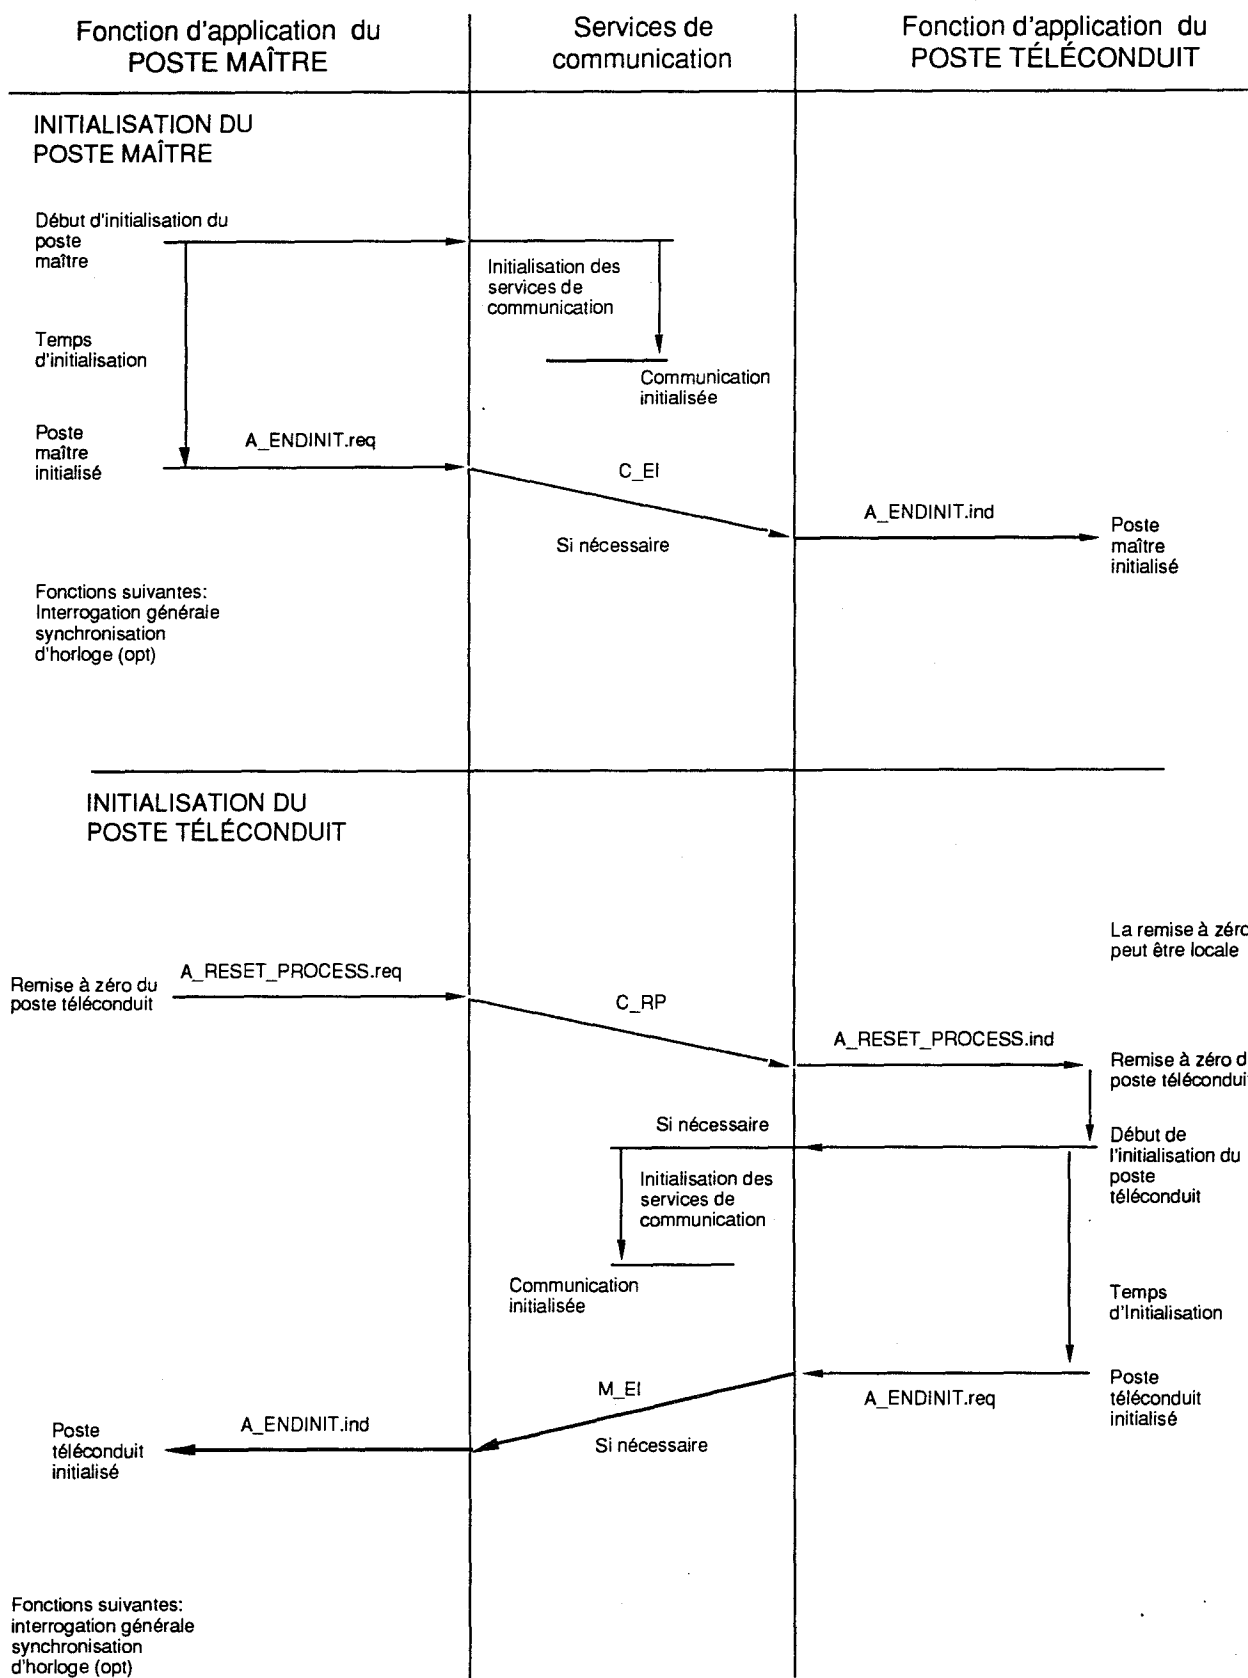 Fonction d'application du
POSTE MAÎTRE
Services de
communication
Fonction d'application du
POSTE TÉLÉCONDUIT
INITIALISATION DU
POSTE MAÎTRE
Début d'initialisation du
poste
maître
Initialisation des
services de
communication
Temps
d'initialisation
Communication
initialisée
Poste
maître
initialisé
A_ENDINIT.req
C_EI
A_ENDINIT.ind
Si nécessaire
Poste
maître
initialisé
Fonctions suivantes:
Interrogation générale
synchronisation
d'horloge (opt)
INITIALISATION DU
POSTE TÉLÉCONDUIT
La remise à zéro
peut être locale
Remise à zéro du
poste téléconduit
A_RESET_PROCESS.req
C_RP
A_RESET_PROCESS.ind
Remise à zéro d
poste téléconduit
Si nécessaire
Début de
l'initialisation du
poste
téléconduit
Initialisation des
services de
communication
Communication
initialisée
Temps
d'Initialisation
M_EI
A_ENDINIT.req
Poste
téléconduit
initialisé
Poste
téléconduit
initialisé
A_ENDINIT.ind
Si nécessaire
Fonctions suivantes:
interrogation générale
synchronisation
d'horloge (opt)